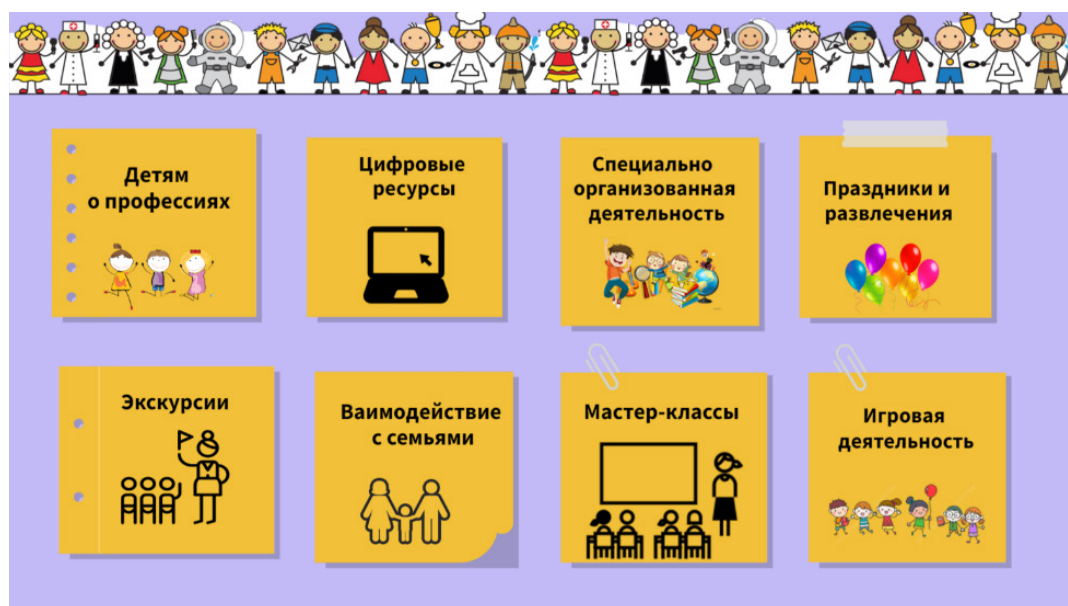 Детям
о профессиях
Цифровые
ресурсы
Специально
организованная
деятельность
Праздники и
развлечения
Экскурсии
Ваимодействие
с семьями
Мастер-классы
Игровая
деятельность